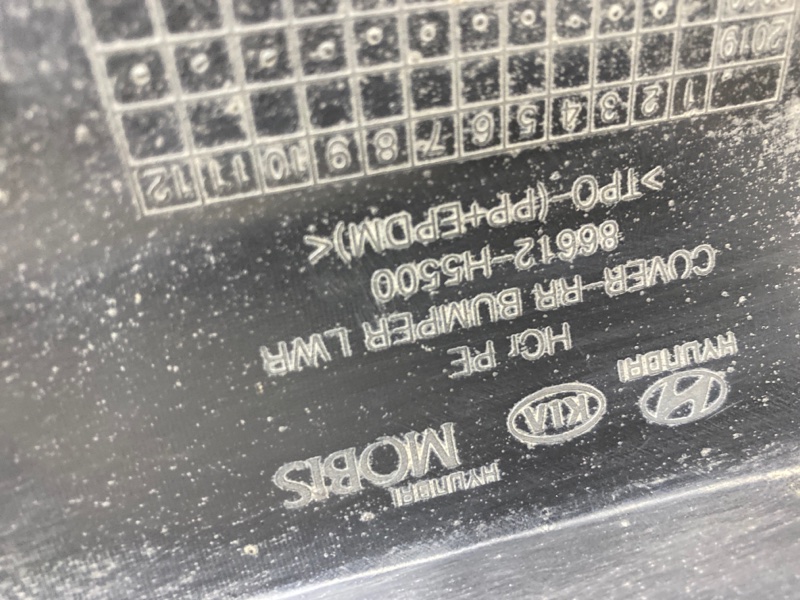 KIA HYUNDAI
HYUNDAI MOBIS
HCr PE
COVER-RR BUMPER LWR
86612-H5500
>TPO-(PP+EPDM)<
1 2 3 4 5 6 7 8 9 10 11 12
2019